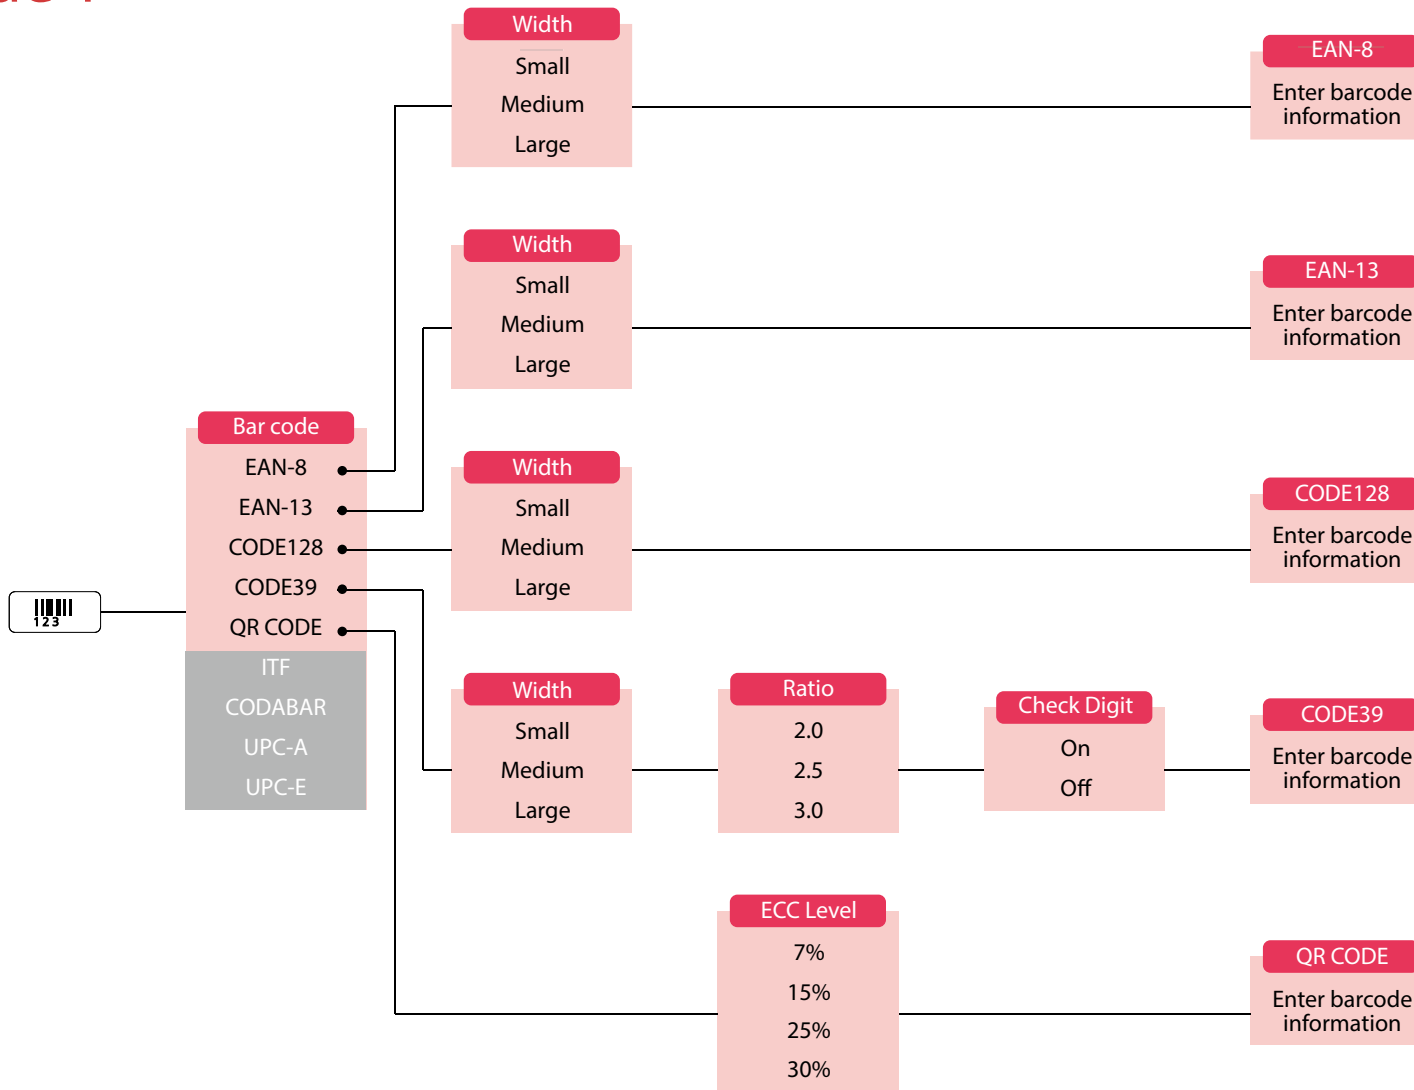 Width
Small
Medium
Large
EAN-8
Enter barcode
information
Width
Small
Medium
Large
EAN-13
Enter barcode
information
123
Bar code
EAN-8
EAN-13
CODE128
CODE39
QR CODE
ITF
CODABAR
UPC-A
UPC-E
Width
Small
Medium
Large
CODE128
Enter barcode
information
Width
Small
Medium
Large
Ratio
2.0
2.5
3.0
Check Digit
On
Off
CODE39
Enter barcode
information
ECC Level
7%
15%
25%
30%
QR CODE
Enter barcode
information